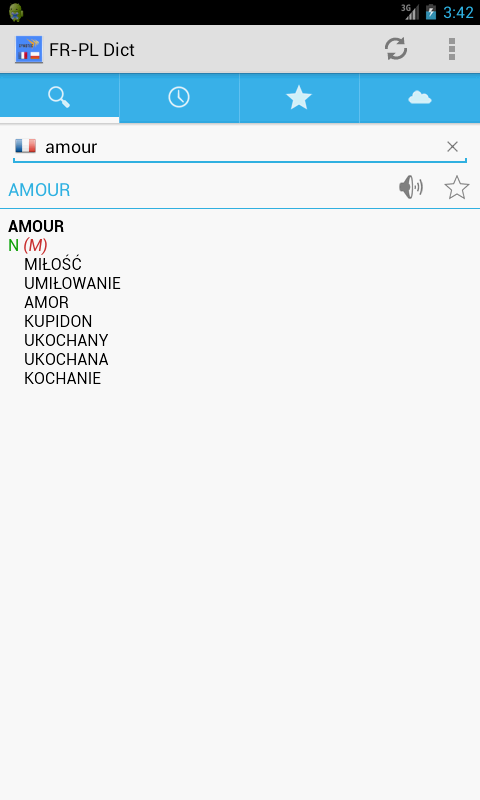 3G
3:42
FR-PL Dict
amour
AMOUR
AMOUR
N (M)
MIŁOŚĆ
UMIŁOWANIE
AMOR
KUPIDON
UKOCHANY
UKOCHANA
KOCHANIE